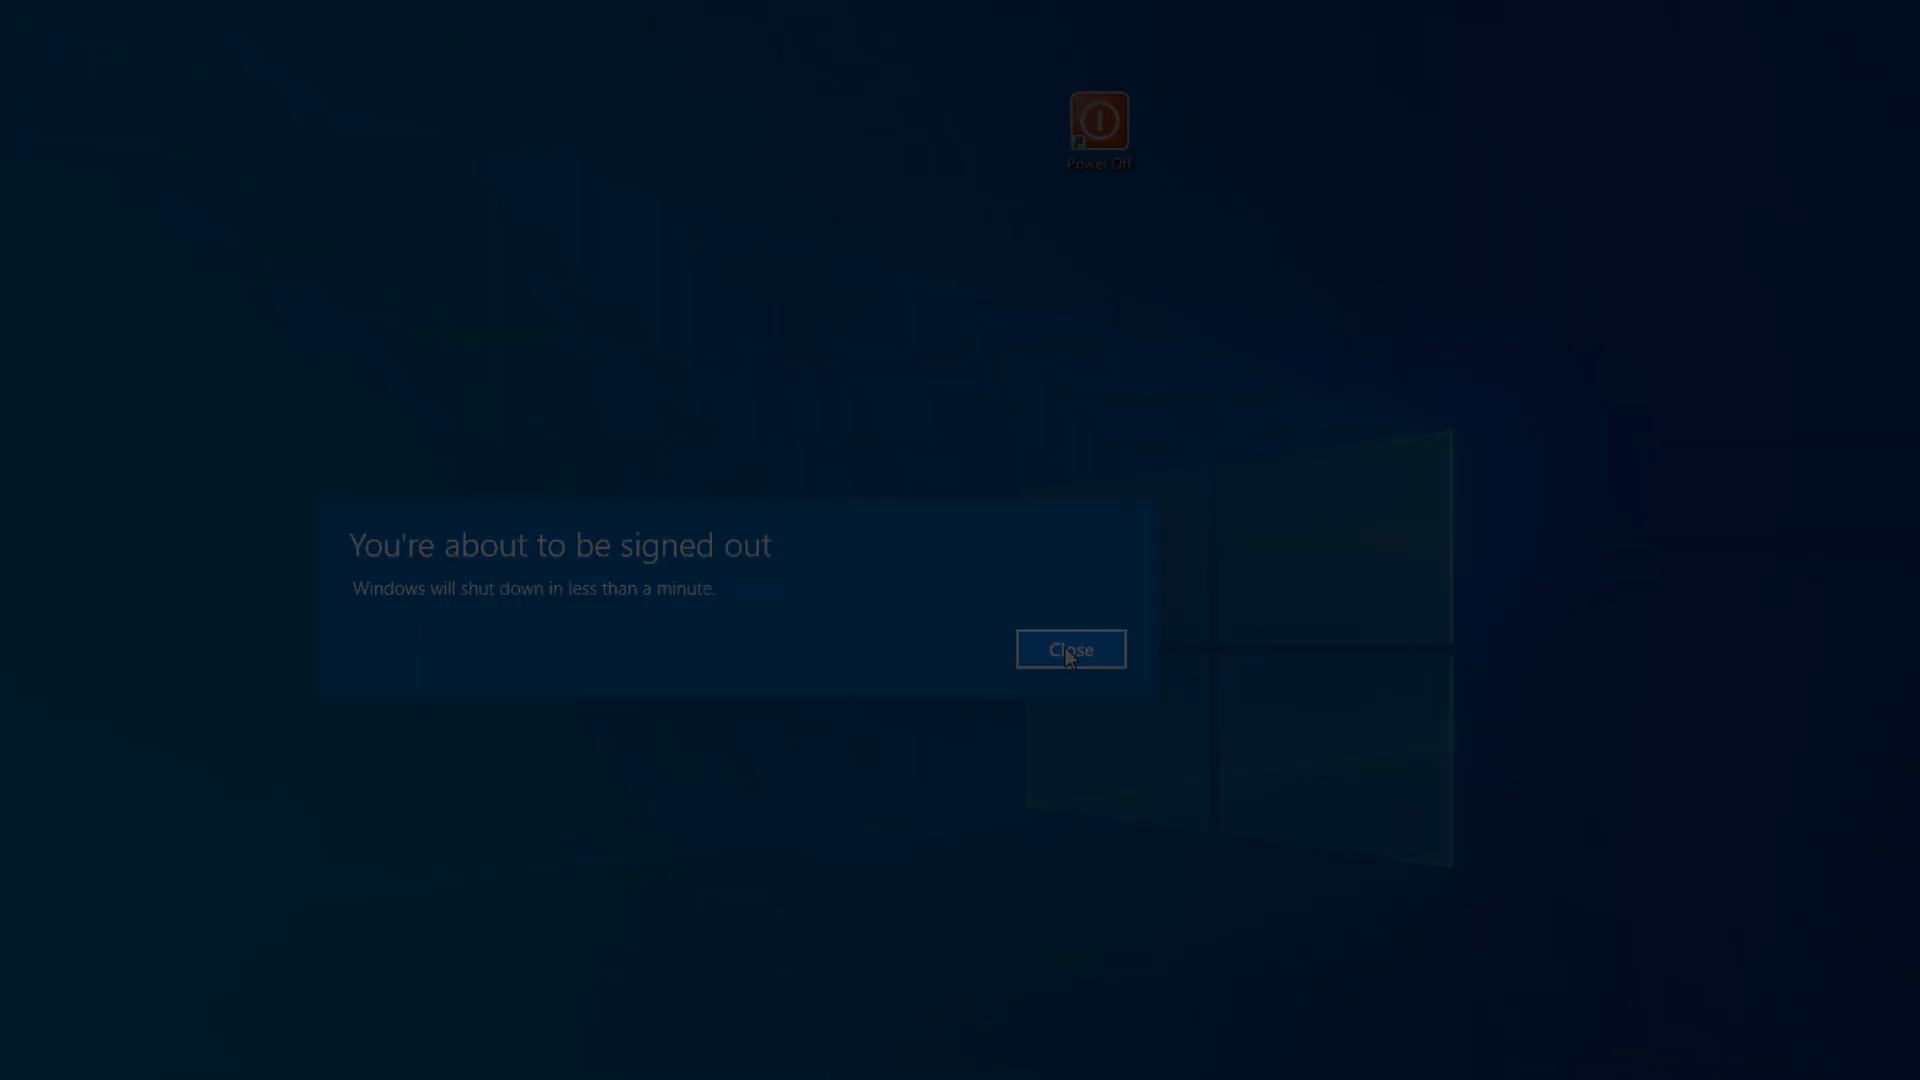 Power Off
You're about to be signed out
Windows will shut down in less than a minute.
Close